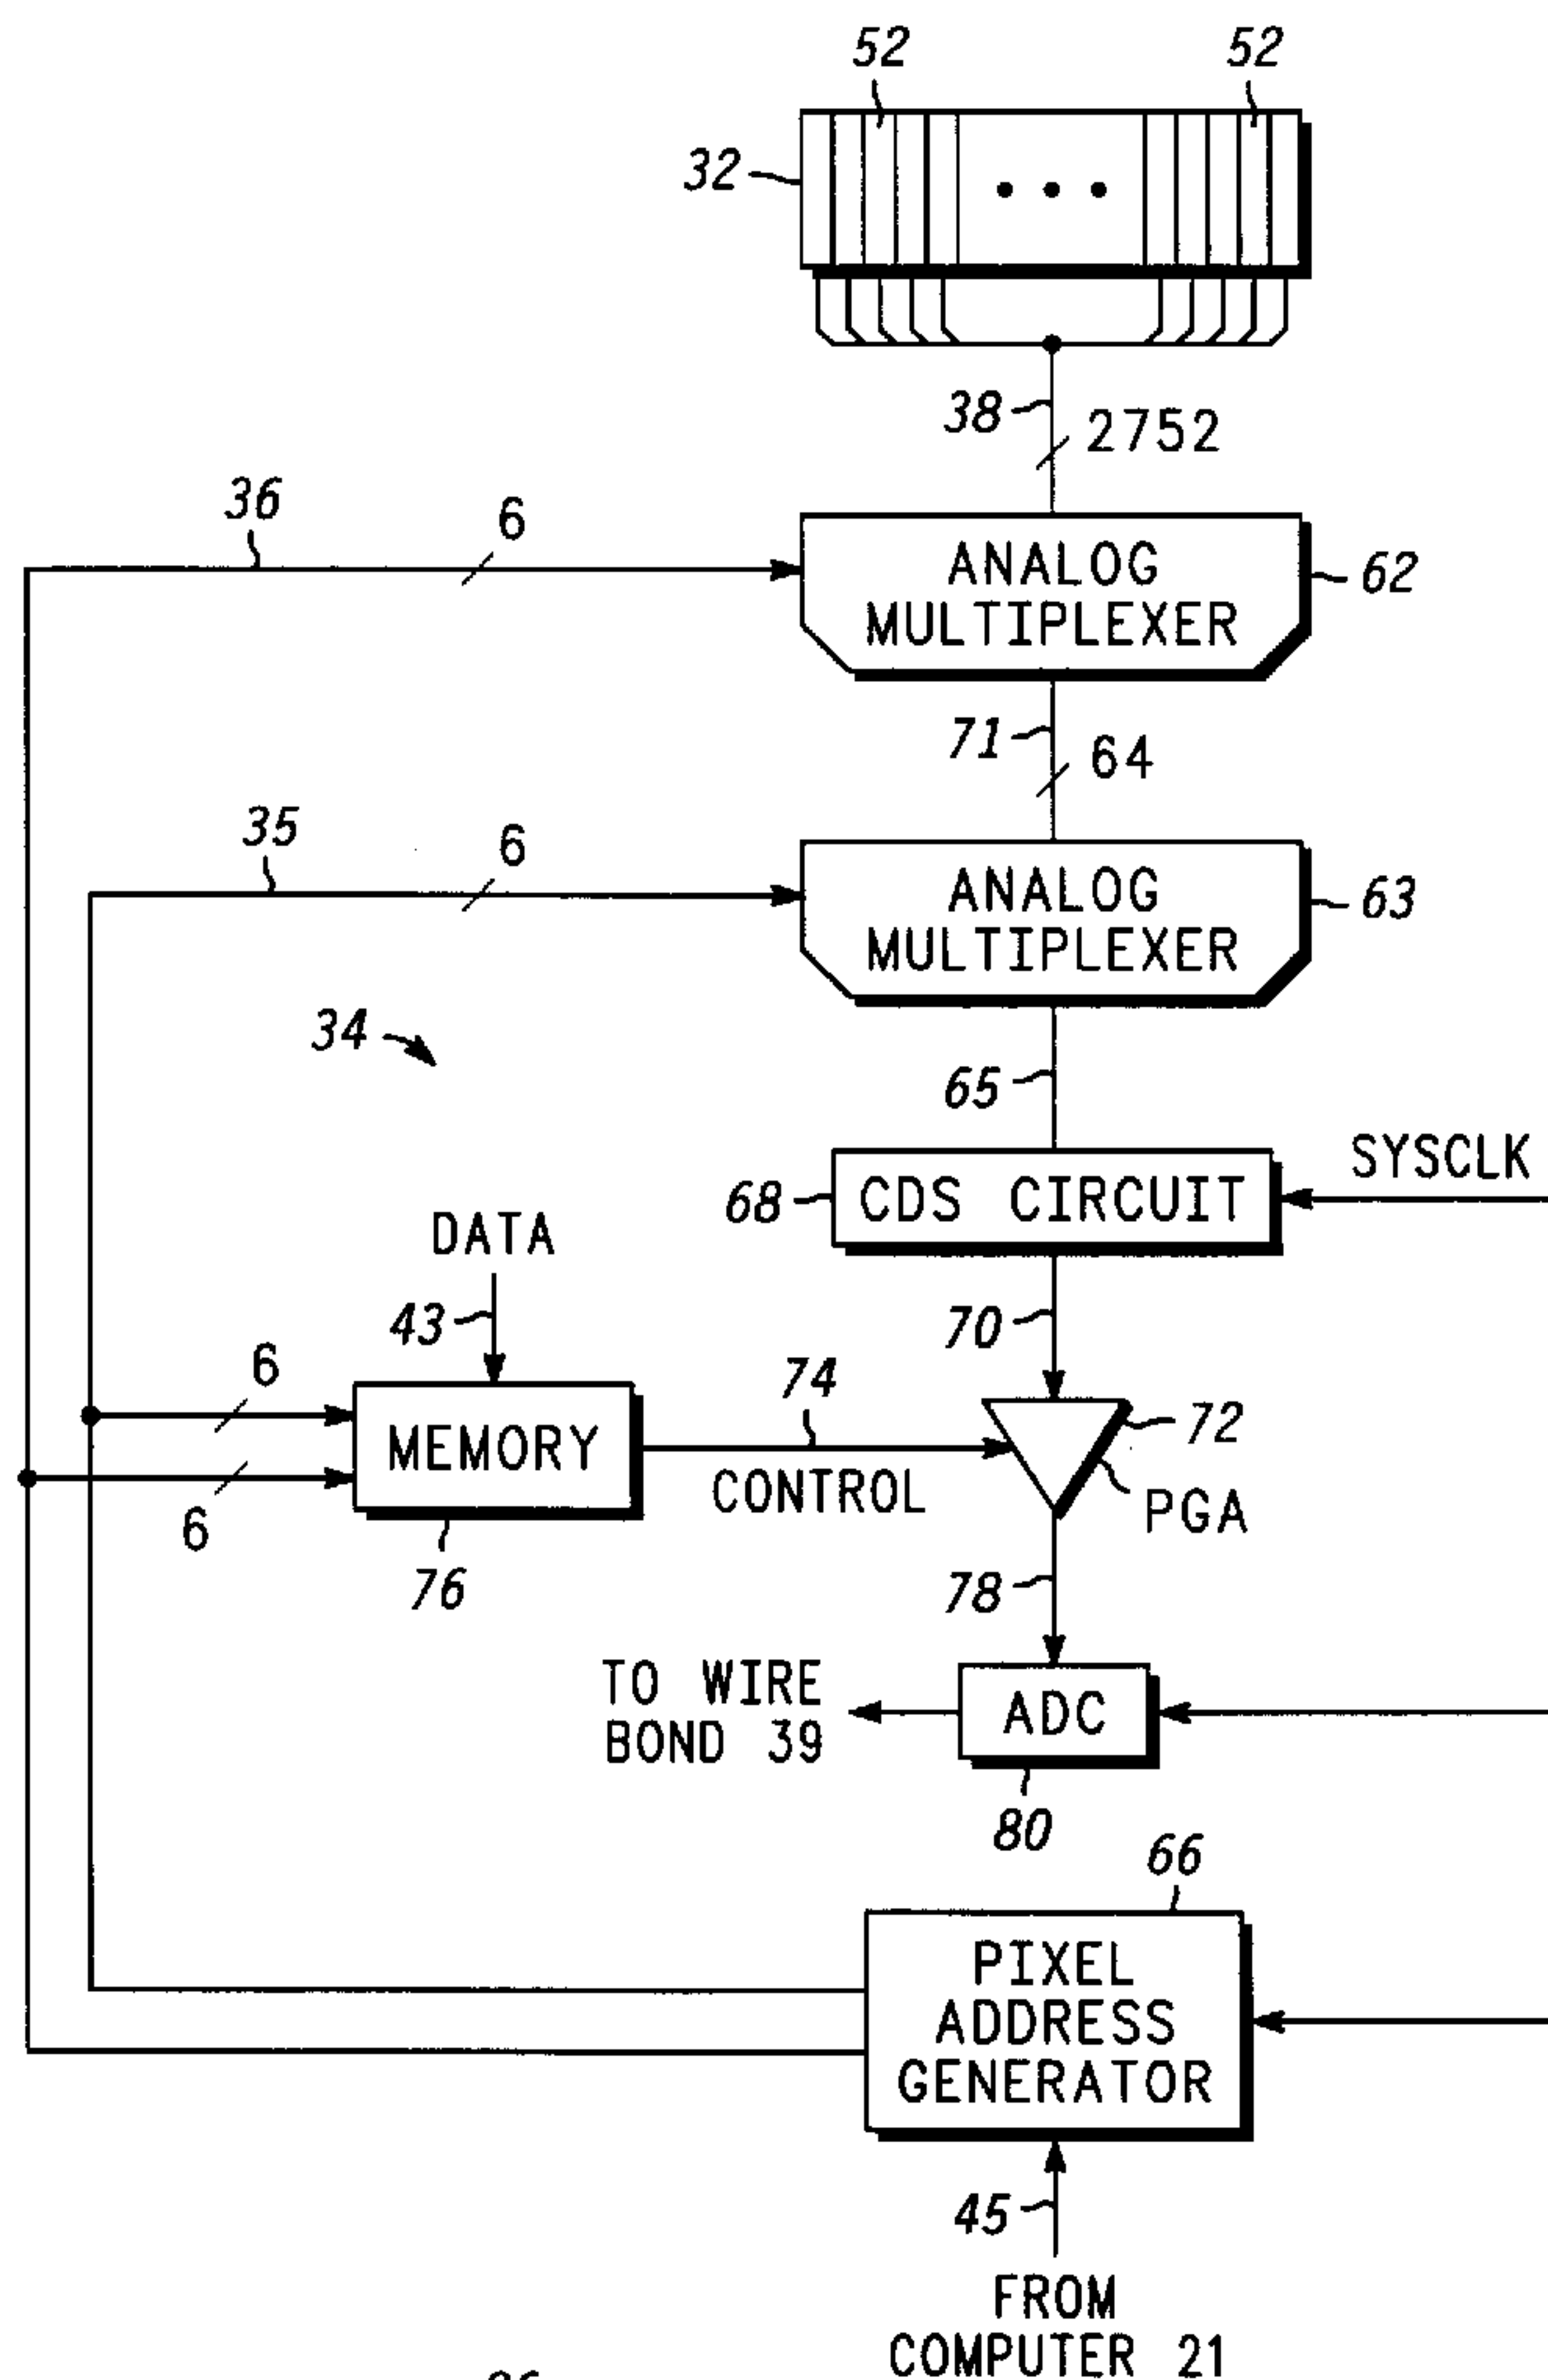 52
52
32
38
2752
36
6
ANALOG
MULTIPLEXER
62
71
64
35
6
ANALOG
MULTIPLEXER
63
34
65
SYSCLK
68
CDS CIRCUIT
DATA
43
70
6
74
72
MEMORY
CONTROL
PGA
6
76
78
TO WIRE
BOND 39
ADC
80
66
PIXEL
ADDRESS
GENERATOR
45
FROM
COMPUTER 21